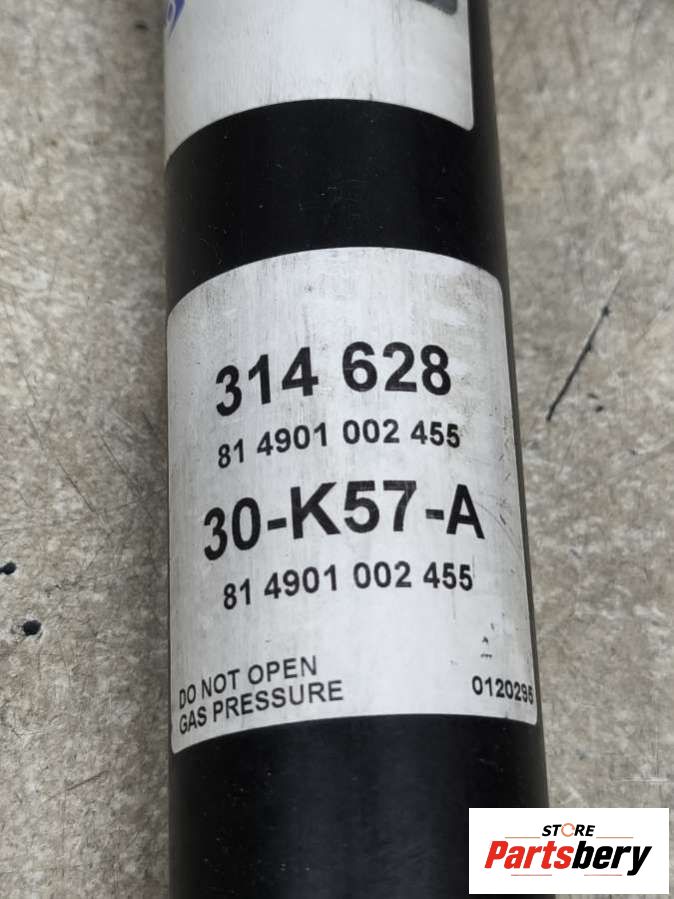 314 628
81 4901 002 455
30-K57-A
81 4901 002 455
DO NOT OPEN
GAS PRESSURE
0120295
STORE
Partsbery